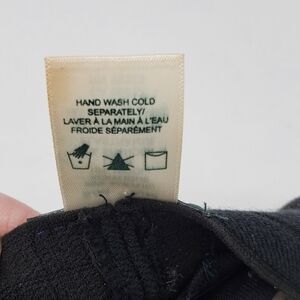 HAND WASH COLD
SEPARATELY/
LAVER À LA MAIN À L'EAU
FROIDE SÉPARÉMENT